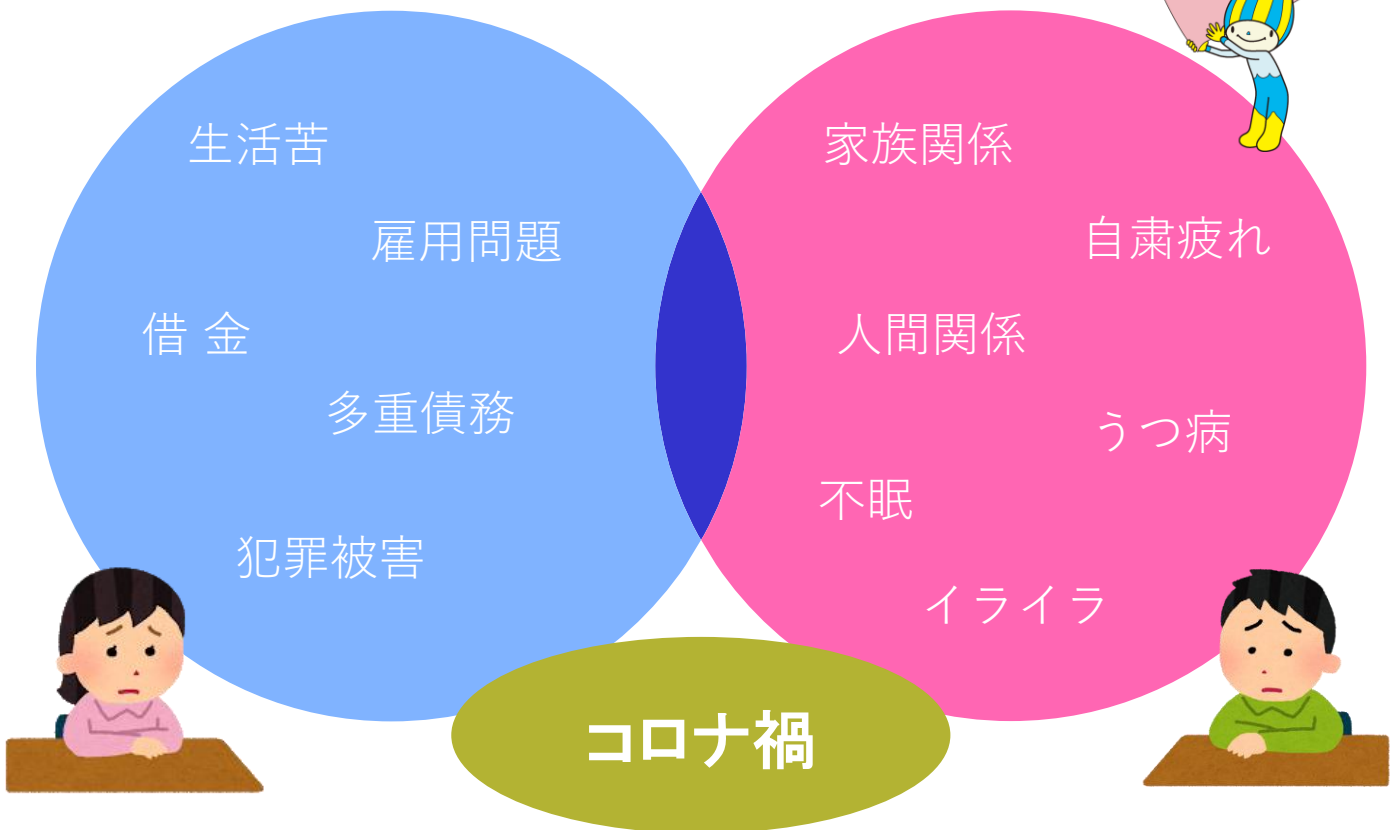 生活苦
雇用問題
借 金
多重債務
犯罪被害
家族関係
自粛疲れ
人間関係
うつ病
不眠
イライラ
コロナ禍